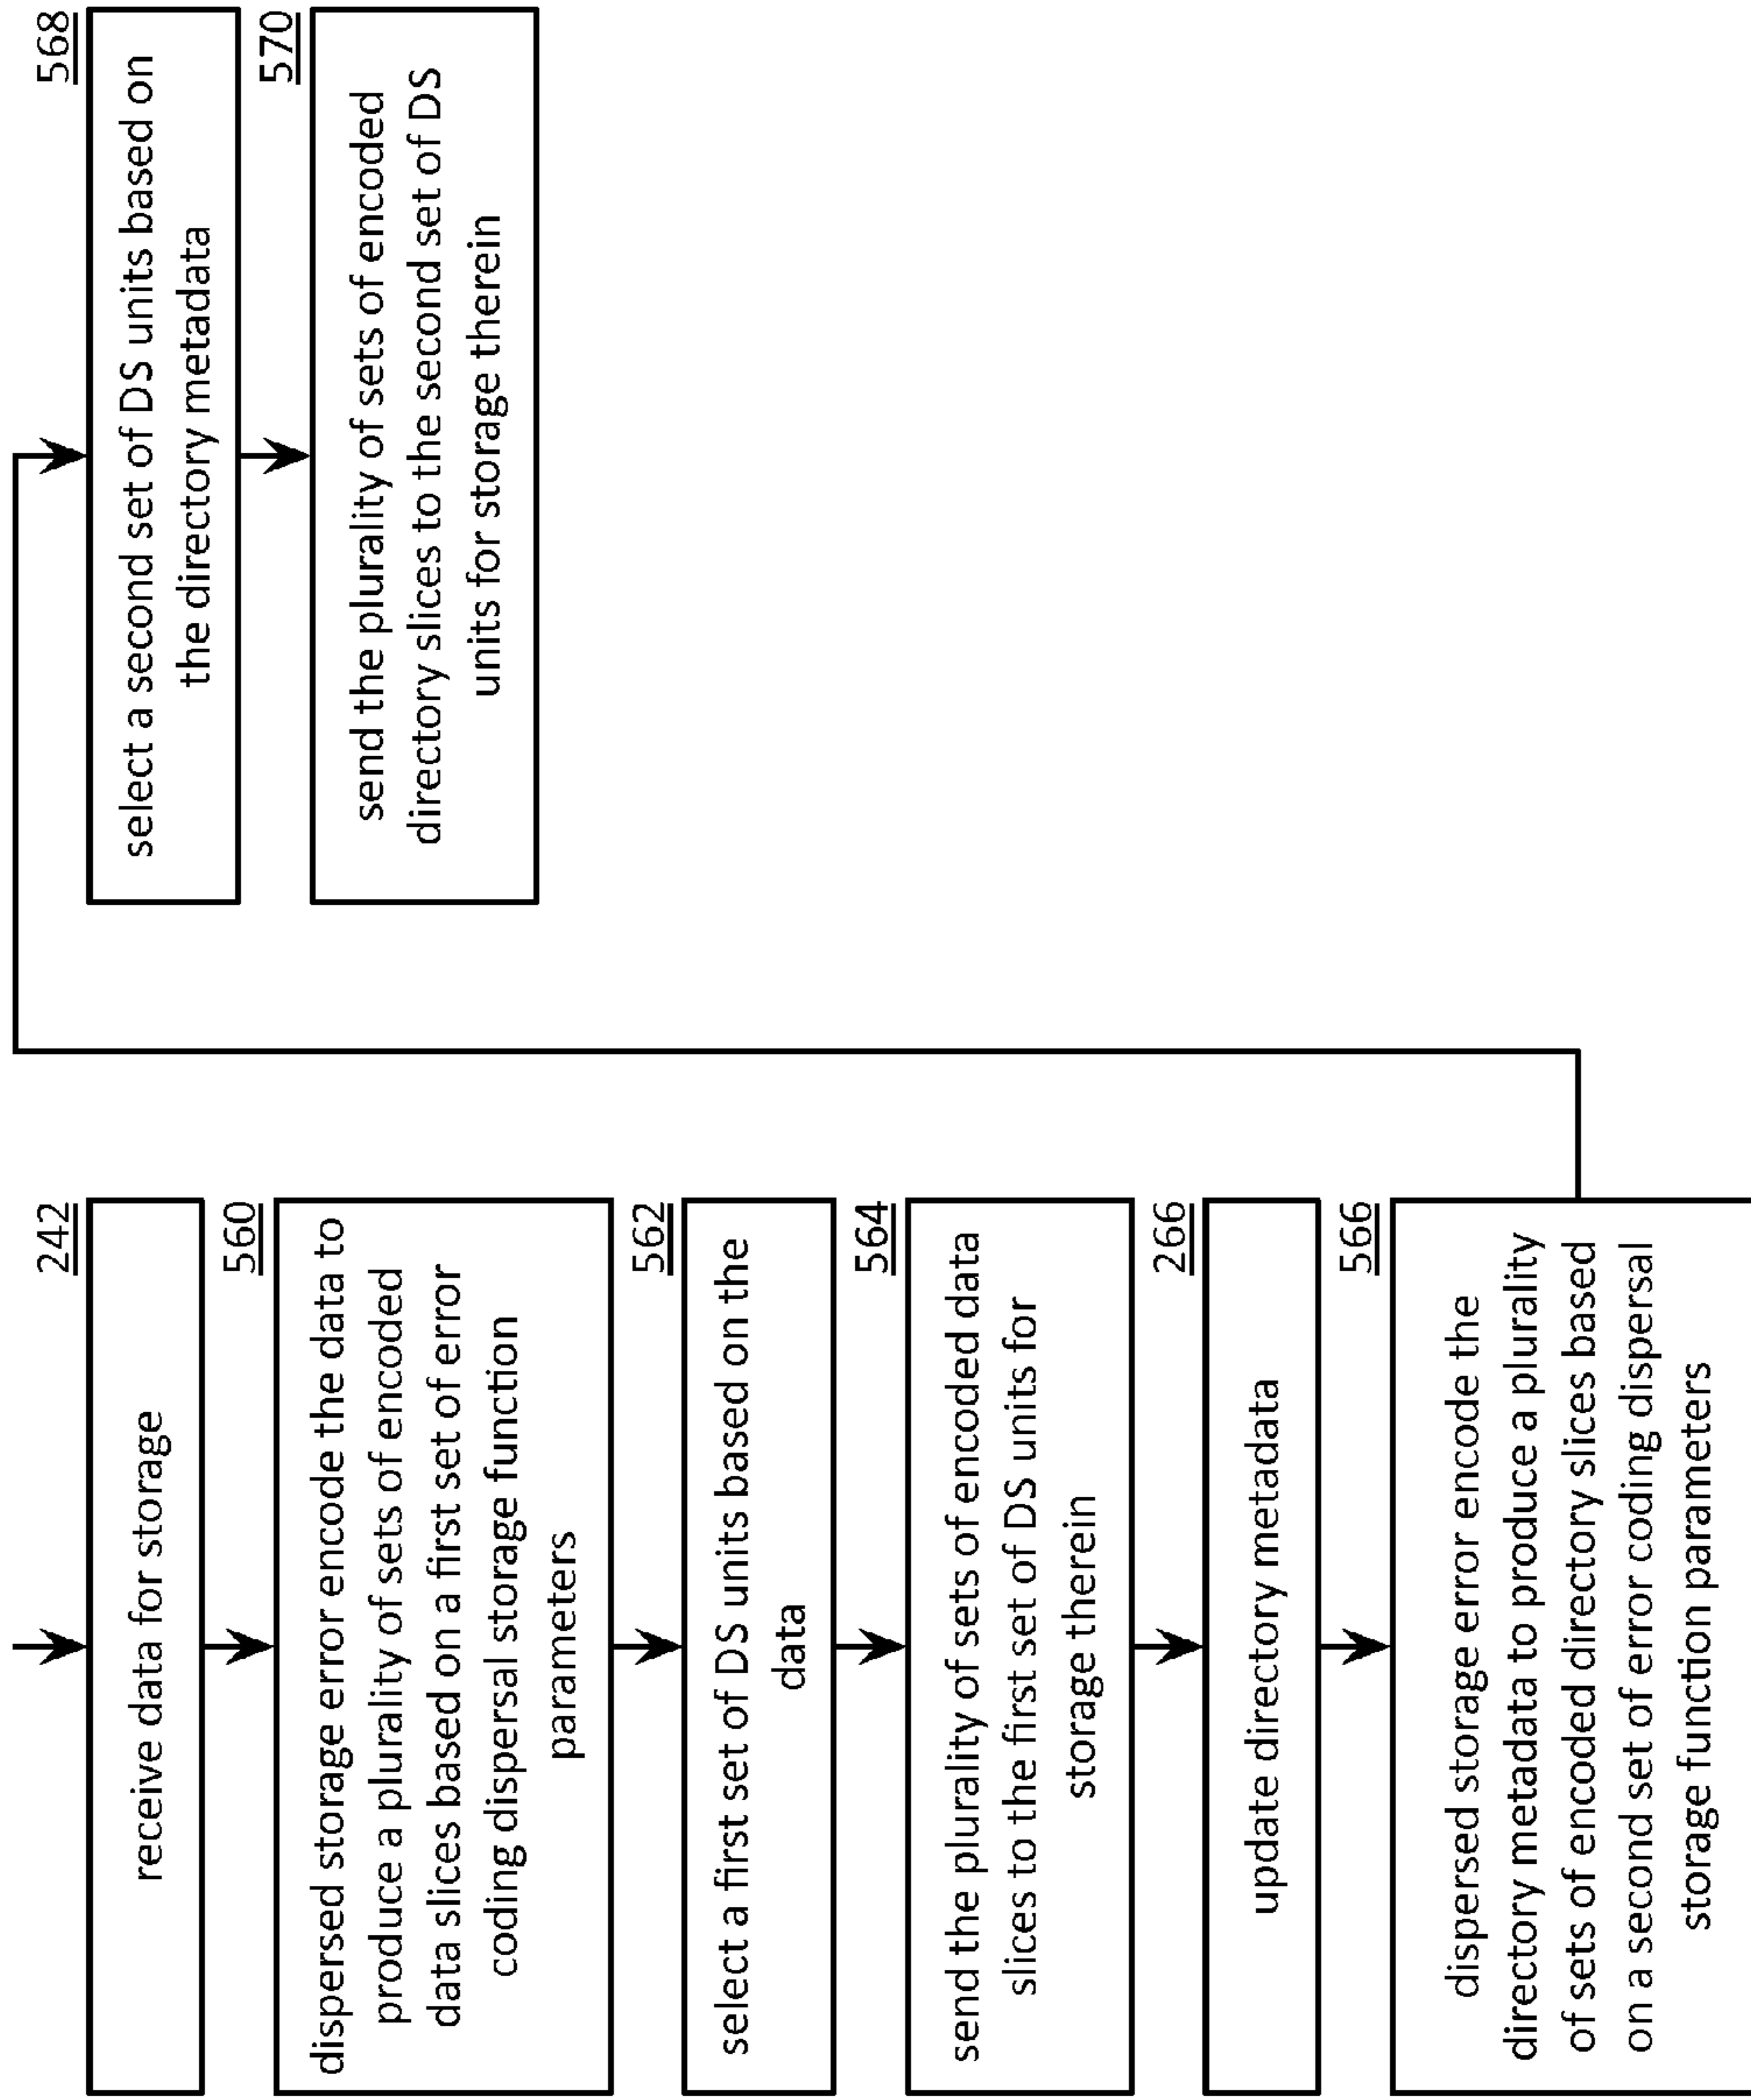 242
receive data for storage
560
dispersed storage error encode the data to
produce a plurality of sets of encoded
data slices based on a first set of error
coding dispersal storage function
parameters
562
select a first set of DS units based on the
data
564
send the plurality of sets of encoded data
slices to the first set of DS units for
storage therein
266
update directory metadata
566
dispersed storage error encode the
directory metadata to produce a plurality
of sets of encoded directory slices based
on a second set of error coding dispersal
storage function parameters
568
select a second set of DS units based on
the directory metadata
570
send the plurality of sets of encoded
directory slices to the second set of DS
units for storage therein